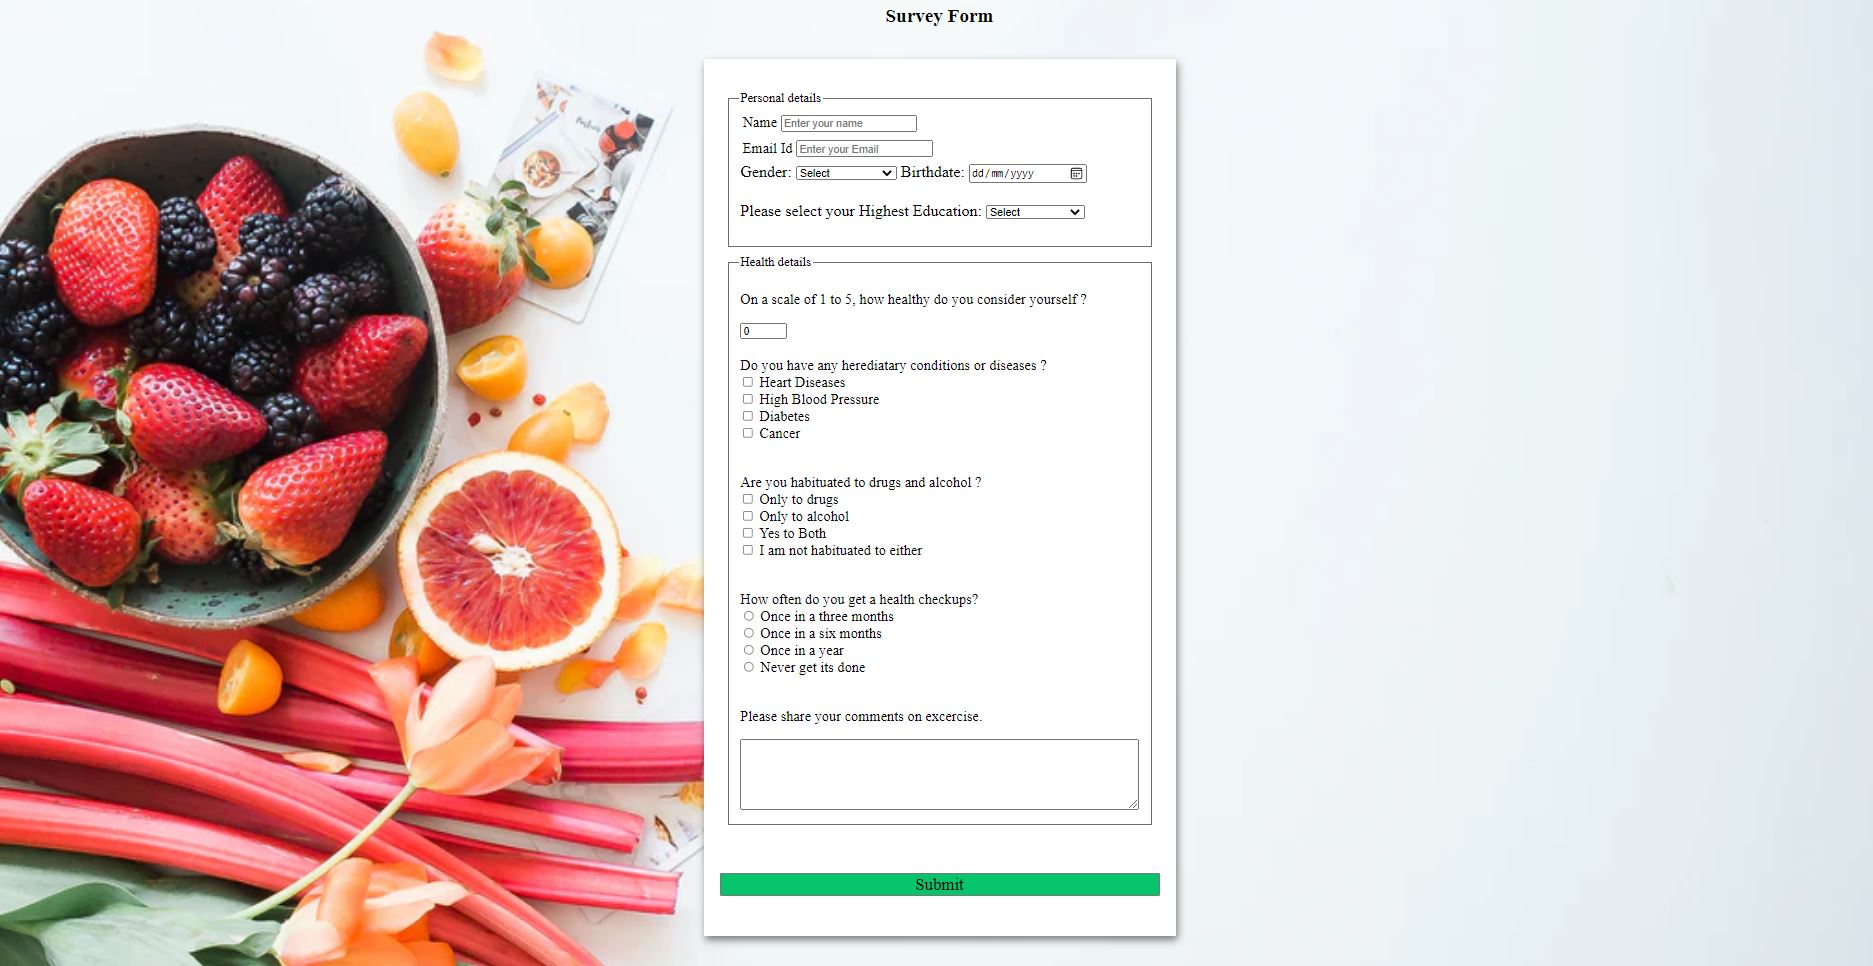 Survey Form
Personal details
Name Enter your name
Email Id Enter your Email
Gender: Select Birthdate: dd/mm/yyyy
Please select your Highest Education: Select
Health details
On a scale of 1 to 5, how healthy do you consider yourself ?
0
Do you have any herediatary conditions or diseases ?
Heart Diseases
High Blood Pressure
Diabetes
Cancer
Are you habituated to drugs and alcohol ?
Only to drugs
Only to alcohol
Yes to Both
I am not habituated to either
How often do you get a health checkups?
Once in a three months
Once in a six months
Once in a year
Never get its done
Please share your comments on excercise.
Submit